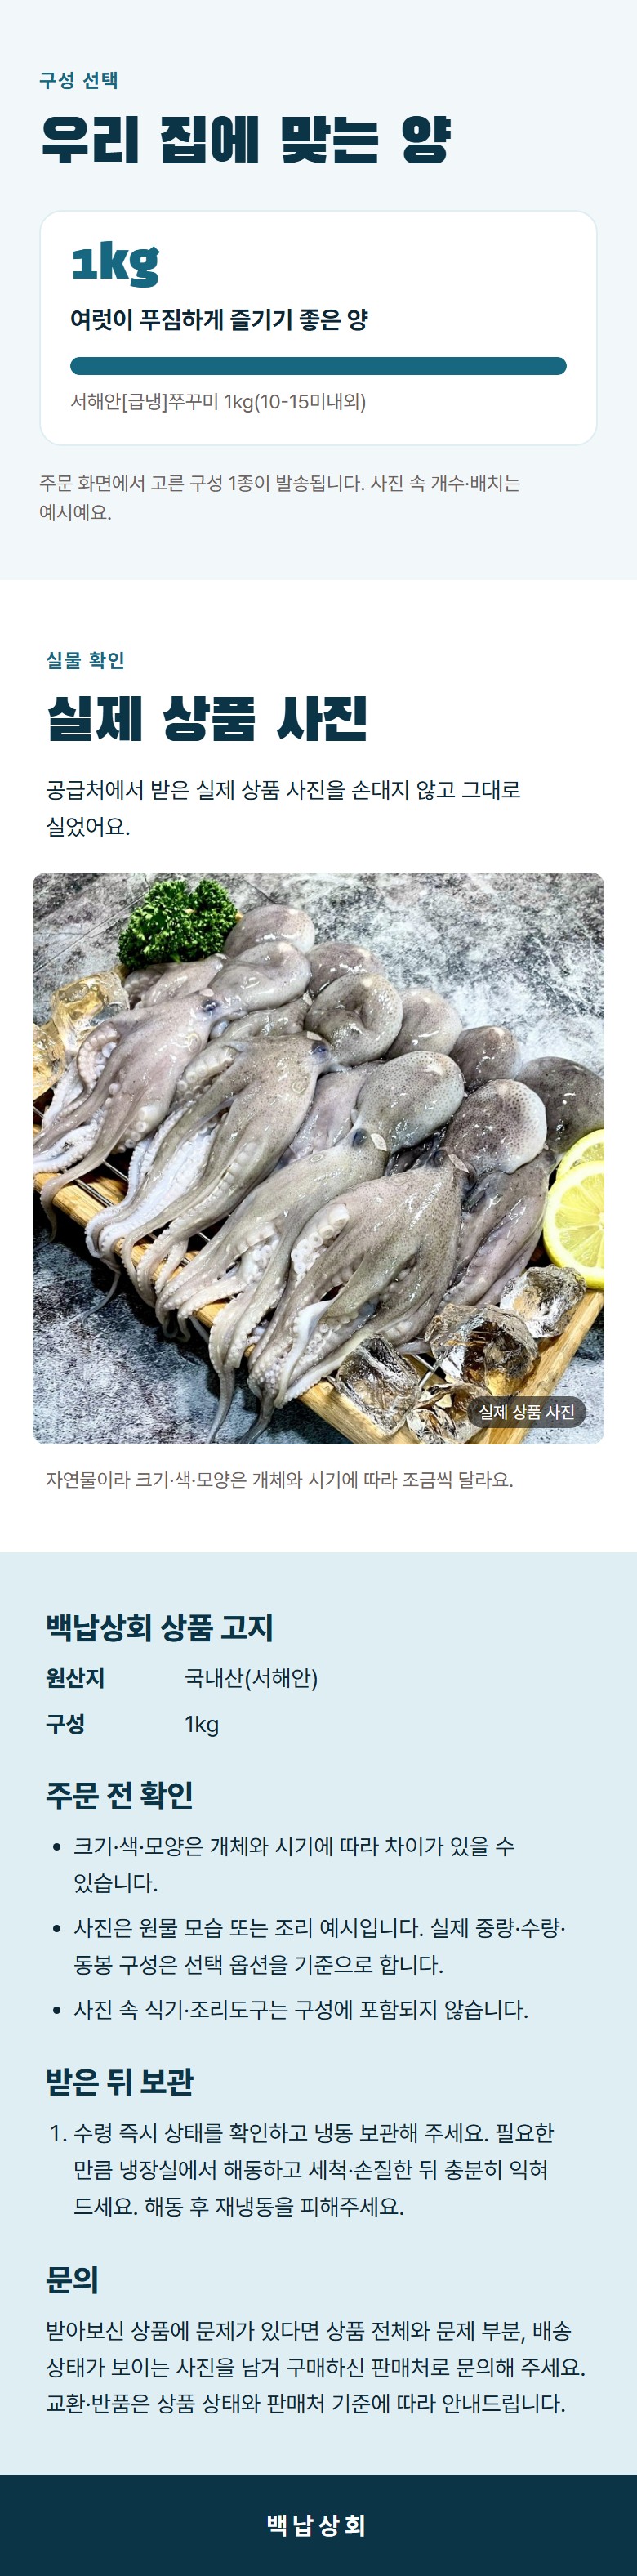 구성 선택
우리 집에 맞는 양
1kg
여럿이 푸짐하게 즐기기 좋은 양
서해안[급냉]쭈꾸미 1kg(10-15미내외)
주문 화면에서 고른 구성 1종이 발송됩니다. 사진 속 개수·배치는
예시예요.
실물 확인
실제 상품 사진
공급처에서 받은 실제 상품 사진을 손대지 않고 그대로
실었어요.
실제 상품 사진
자연물이라 크기·색·모양은 개체와 시기에 따라 조금씩 달라요.
백납상회 상품 고지
원산지 국내산(서해안)
구성 1kg
주문 전 확인
• 크기·색·모양은 개체와 시기에 따라 차이가 있을 수
있습니다.
• 사진은 원물 모습 또는 조리 예시입니다. 실제 중량·수량·
동봉 구성은 선택 옵션을 기준으로 합니다.
• 사진 속 식기·조리도구는 구성에 포함되지 않습니다.
받은 뒤 보관
1. 수령 즉시 상태를 확인하고 냉동 보관해 주세요. 필요한
만큼 냉장실에서 해동하고 세척·손질한 뒤 충분히 익혀
드세요. 해동 후 재냉동을 피해주세요.
문의
받아보신 상품에 문제가 있다면 상품 전체와 문제 부분, 배송
상태가 보이는 사진을 남겨 구매하신 판매처로 문의해 주세요.
교환·반품은 상품 상태와 판매처 기준에 따라 안내드립니다.
백납상회